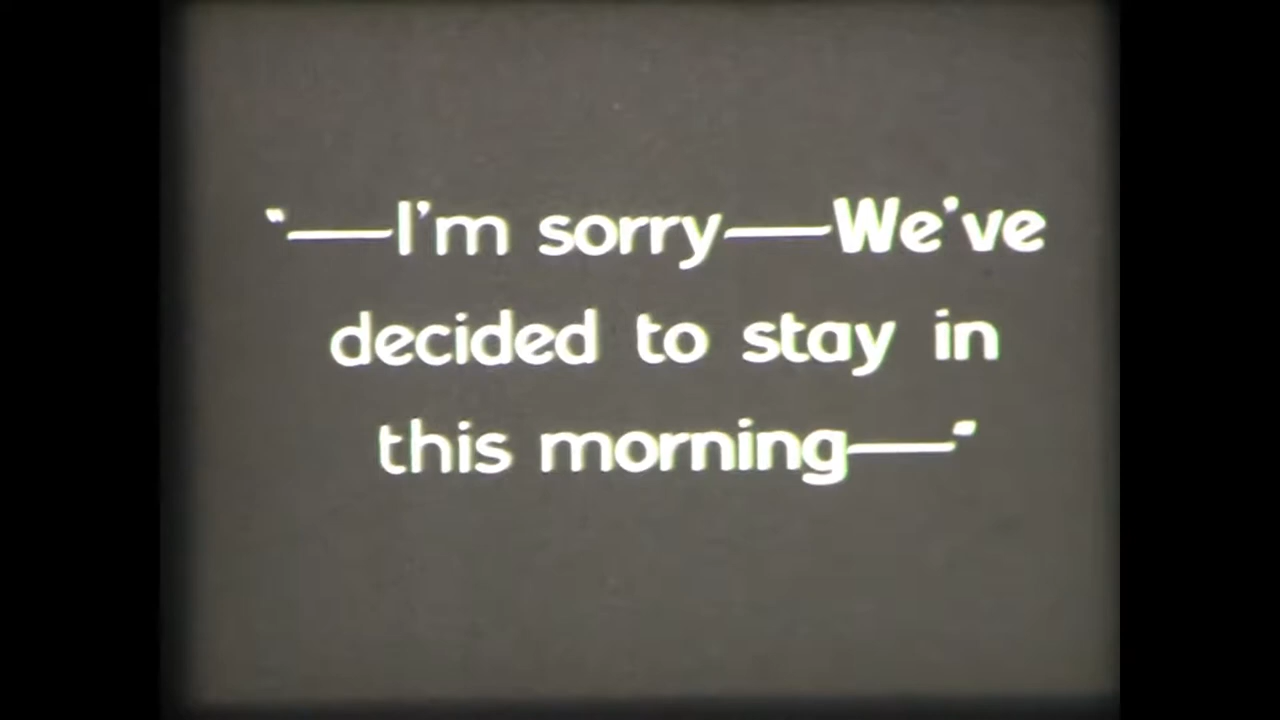 "—I'm sorry—We've
decided to stay in
this morning—"